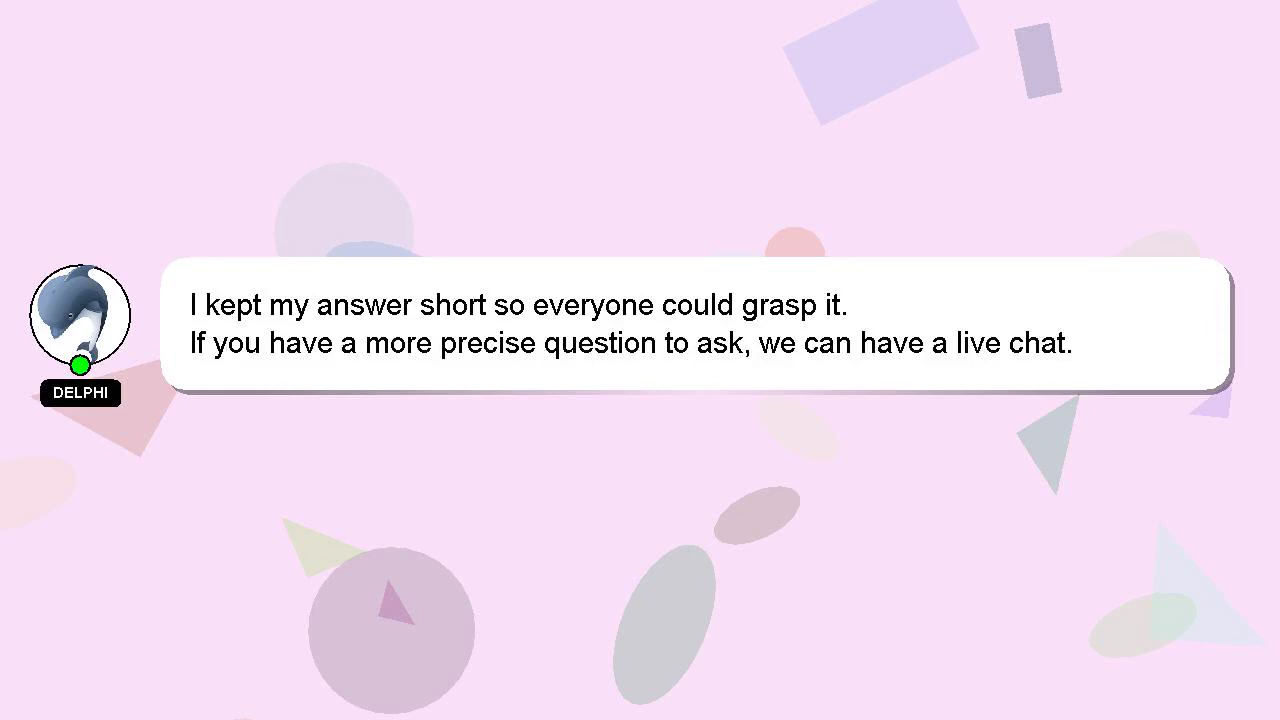 I kept my answer short so everyone could grasp it.
If you have a more precise question to ask, we can have a live chat.
DELPHI